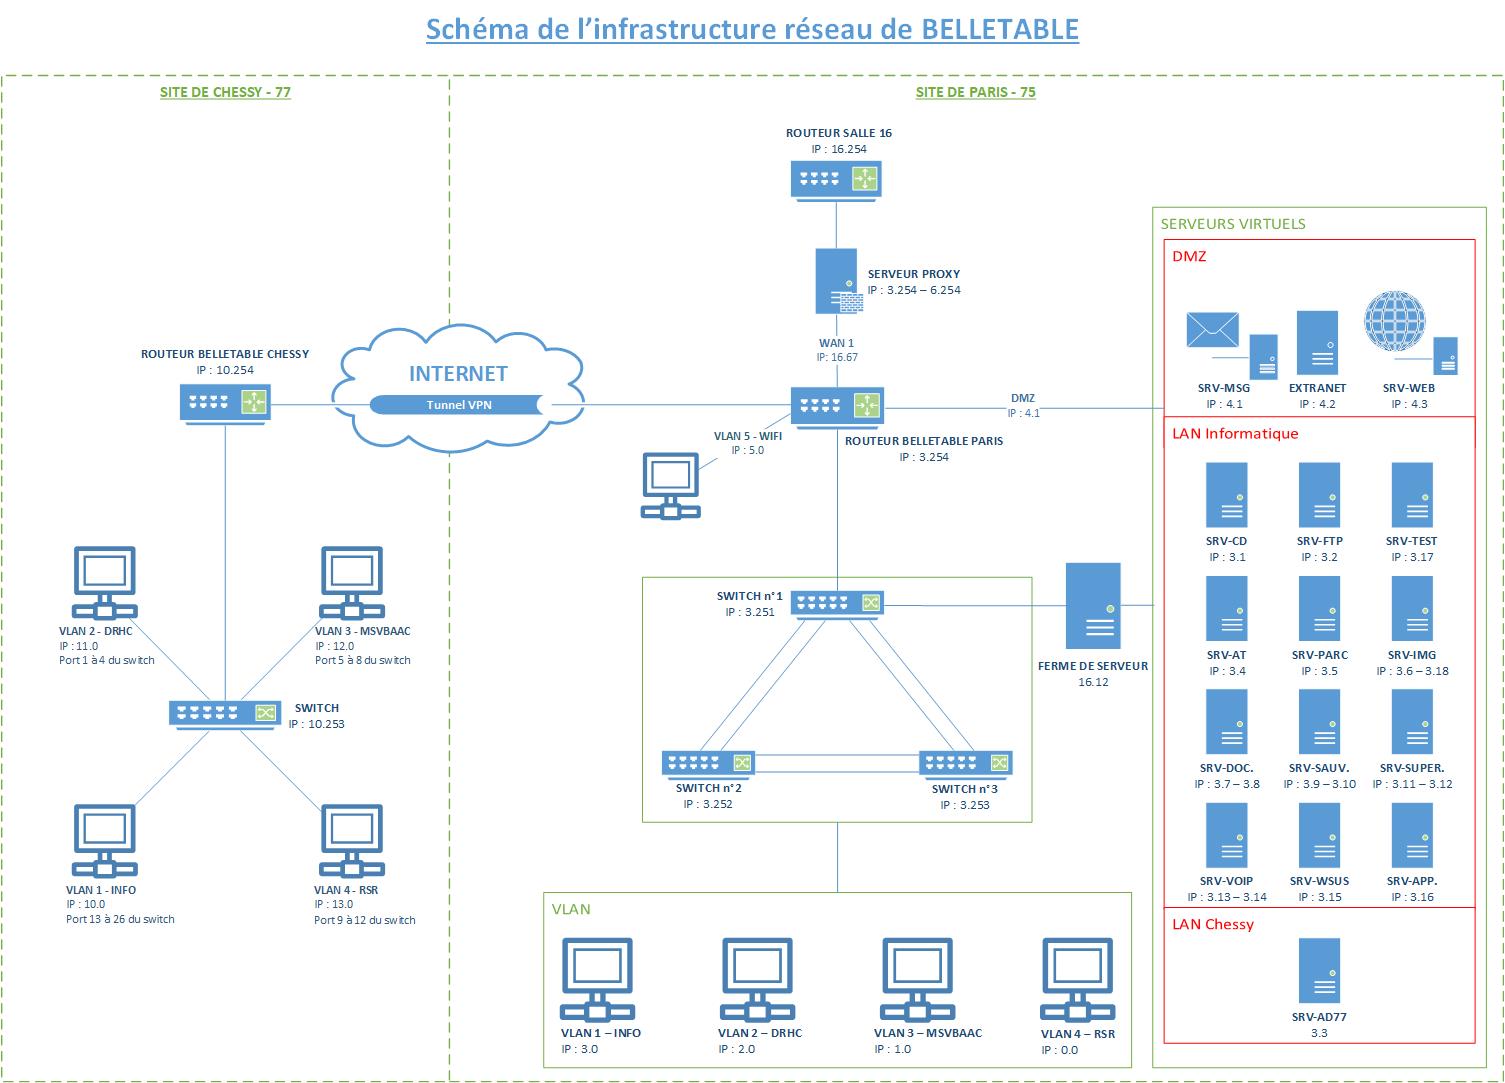 Schéma de l'infrastructure réseau de BELLETABLE
SITE DE CHESSY - 77
SITE DE PARIS - 75
ROUTEUR SALLE 16
IP : 16.254
SERVEUR PROXY
IP : 3.254 – 6.254
WAN 1
IP: 16.67
ROUTEUR BELLETABLE CHESSY
IP : 10.254
INTERNET
Tunnel VPN
DMZ
IP : 4.1
VLAN 5 - WIFI
IP : 5.0
ROUTEUR BELLETABLE PARIS
IP : 3.254
VLAN 2 - DRHC
IP : 11.0
Port 1 à 4 du switch
VLAN 3 - MSVBAAC
IP : 12.0
Port 5 à 8 du switch
SWITCH
IP : 10.253
VLAN 1 - INFO
IP : 10.0
Port 13 à 26 du switch
VLAN 4 - RSR
IP : 13.0
Port 9 à 12 du switch
SWITCH n°1
IP : 3.251
SWITCH n°2
IP : 3.252
SWITCH n°3
IP : 3.253
FERME DE SERVEUR
16.12
VLAN
VLAN 1 – INFO
IP : 3.0
VLAN 2 – DRHC
IP : 2.0
VLAN 3 – MSVBAAC
IP : 1.0
VLAN 4 – RSR
IP : 0.0
SERVEURS VIRTUELS
DMZ
SRV-MSG
IP : 4.1
EXTRANET
IP : 4.2
SRV-WEB
IP : 4.3
LAN Informatique
SRV-CD
IP : 3.1
SRV-FTP
IP : 3.2
SRV-TEST
IP : 3.17
SRV-AT
IP : 3.4
SRV-PARC
IP : 3.5
SRV-IMG
IP : 3.6 – 3.18
SRV-DOC.
IP : 3.7 – 3.8
SRV-SAUV.
IP : 3.9 – 3.10
SRV-SUPER.
IP : 3.11 – 3.12
SRV-VOIP
IP : 3.13 – 3.14
SRV-WSUS
IP : 3.15
SRV-APP.
IP : 3.16
LAN Chessy
SRV-AD77
3.3